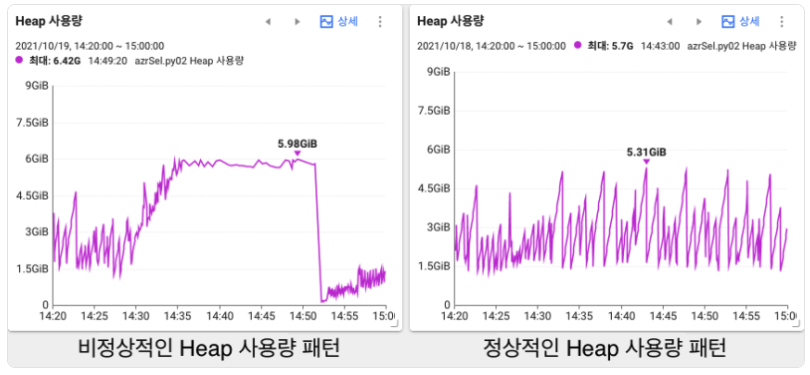 Heap 사용량
상세
2021/10/19, 14:20:00 ~ 15:00:00
최대: 6.42G 14:49:20 azrSel.py02 Heap 사용량
9GiB
7.5GiB
6GiB
4.5GiB
3GiB
1.5GiB
0
5.98GiB
14:20 14:25 14:30 14:35 14:40 14:45 14:50 14:55 15:0
비정상적인 Heap 사용량 패턴
Heap 사용량
상세
2021/10/18, 14:20:00 ~ 15:00:00 최대: 5.7G 14:43:00 azrSel.py02 Heap 사용량
9GiB
7.5GiB
6GiB
4.5GiB
3GiB
1.5GiB
0
5.31GiB
14:20 14:25 14:30 14:35 14:40 14:45 14:50 14:55 15:0
정상적인 Heap 사용량 패턴